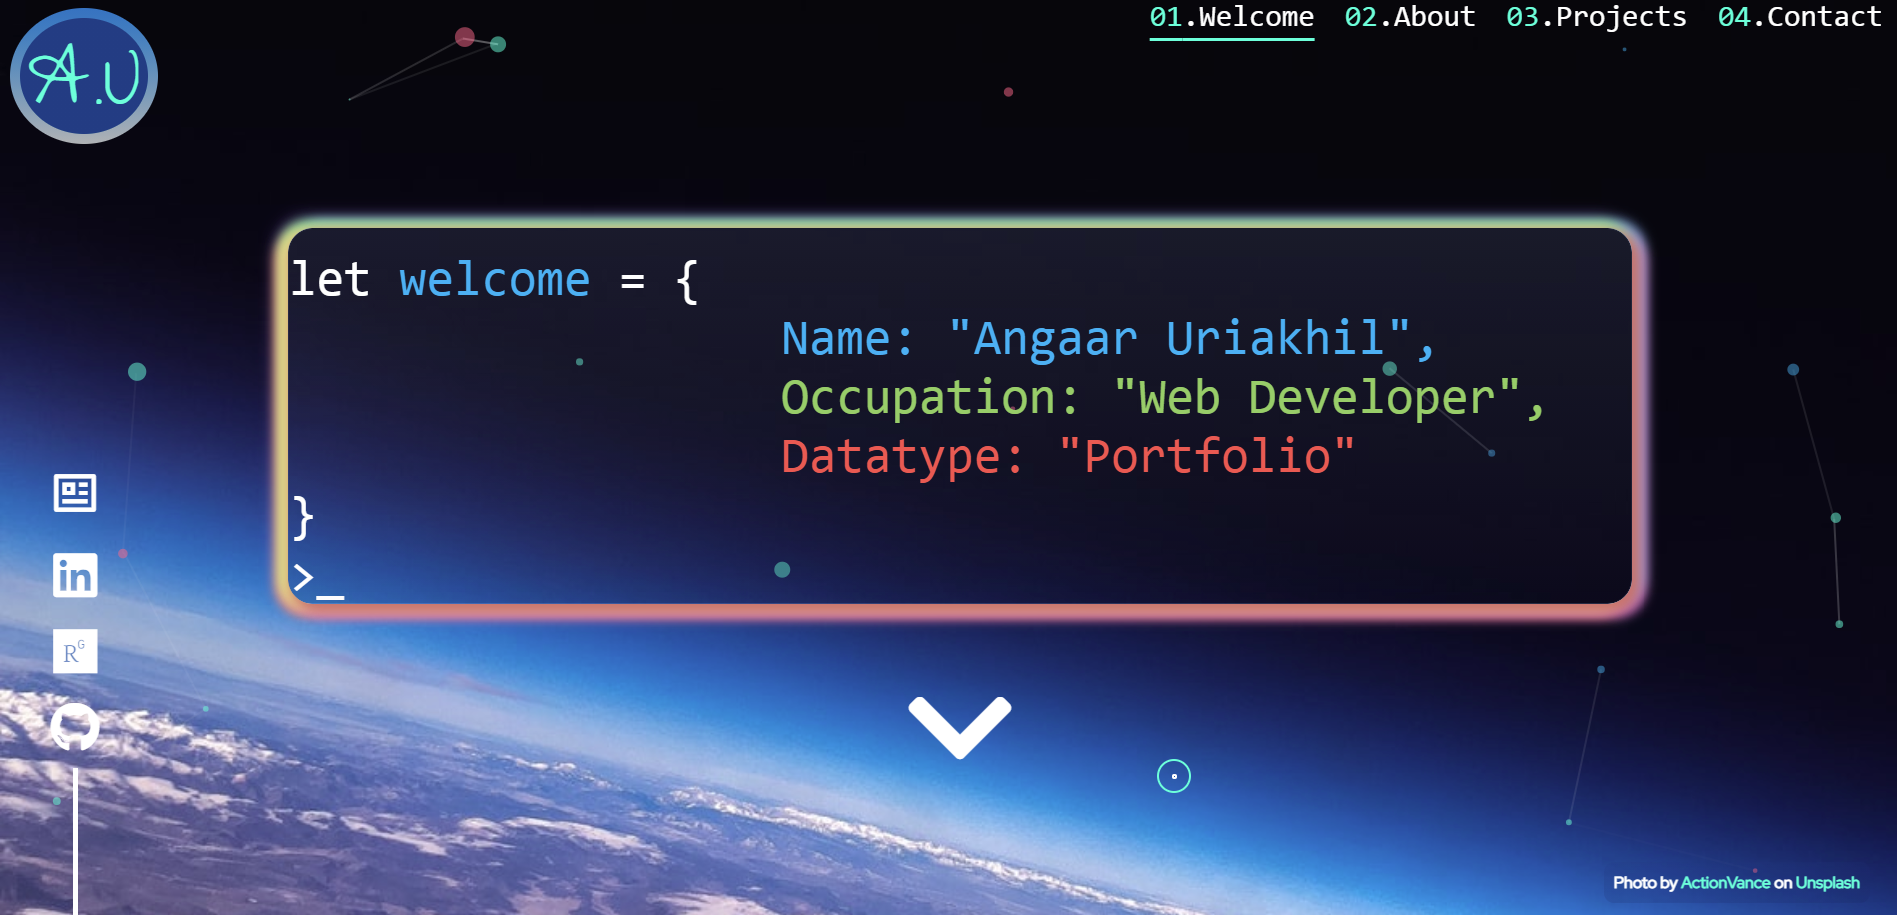 A.U
01.Welcome 02.About 03.Projects 04.Contact
let welcome = {
Name: "Angaar Uriakhil",
Occupation: "Web Developer",
Datatype: "Portfolio"
}
>_
in
RG
Photo by ActionVance on Unsplash